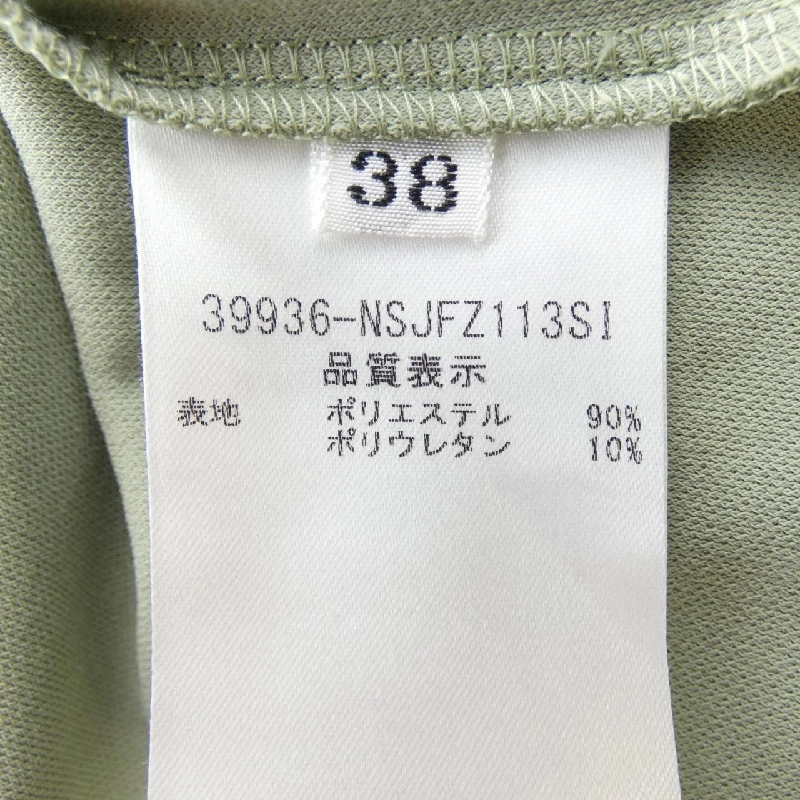 38
39936-NSJFZ113SI
品質表示
表地 ポリエステル 90%
ポリウレタン 10%